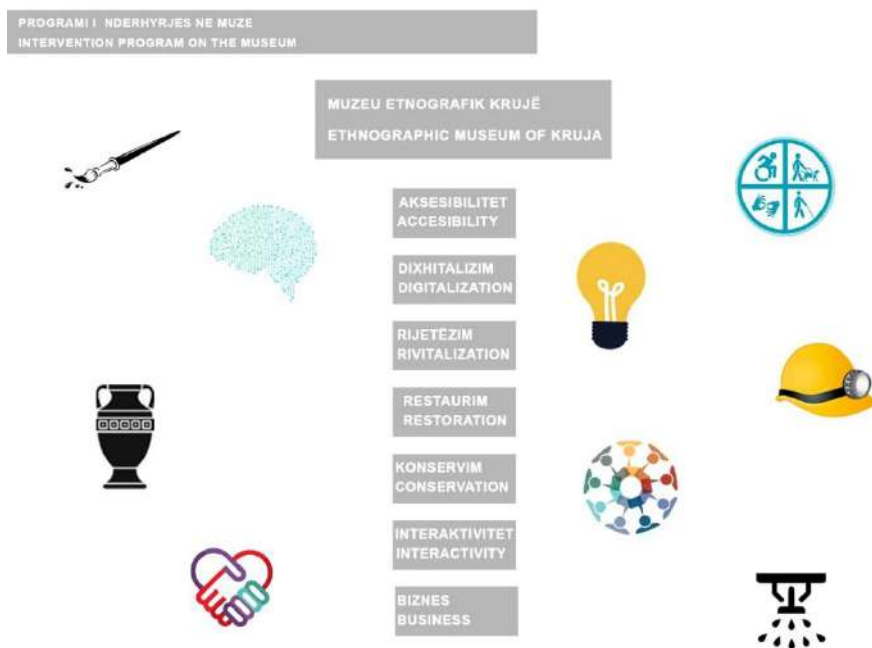 PROGRAMI I NDERHYRJES NE MUZE
INTERVENTION PROGRAM ON THE MUSEUM
MUZEU ETNOGRAFIK KRUJË
ETHNOGRAPHIC MUSEUM OF KRUJA
AKSESIBILITET
ACCESIBILITY
DIXHITALIZIM
DIGITALIZATION
RIJETËZIM
RIVITALIZATION
RESTAURIM
RESTORATION
KONSERVIM
CONSERVATION
INTERAKTIVITET
INTERACTIVITY
BIZNES
BUSINESS